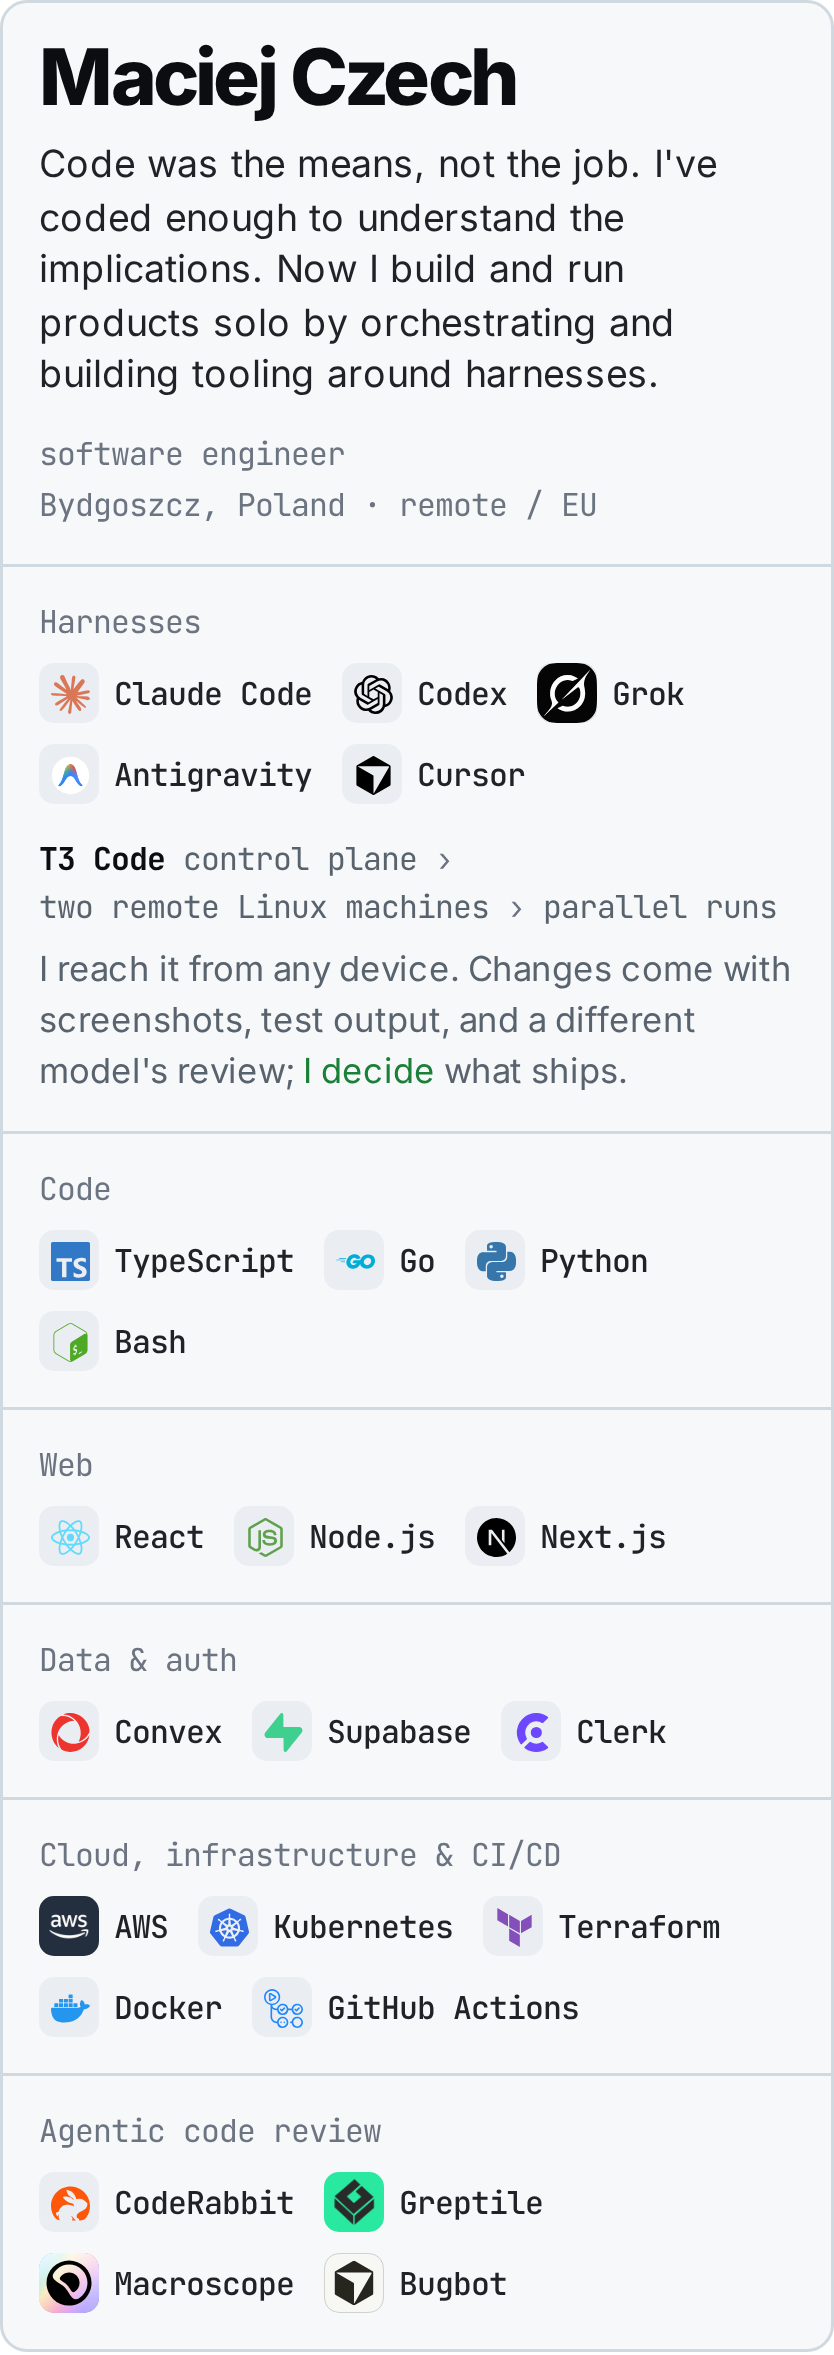 Maciej Czech
Code was the means, not the job. I've
coded enough to understand the
implications. Now I build and run
products solo by orchestrating and
building tooling around harnesses.
software engineer
Bydgoszcz, Poland · remote / EU
Harnesses
Claude Code Codex Grok
Antigravity Cursor
T3 Code control plane ›
two remote Linux machines › parallel runs
I reach it from any device. Changes come with
screenshots, test output, and a different
model's review; I decide what ships.
Code
TS TypeScript GO Go Python
$_ Bash
Web
React JS Node.js N Next.js
Data & auth
Convex Supabase Clerk
Cloud, infrastructure & CI/CD
aws AWS Kubernetes Terraform
Docker GitHub Actions
Agentic code review
CodeRabbit Greptile
Macroscope Bugbot